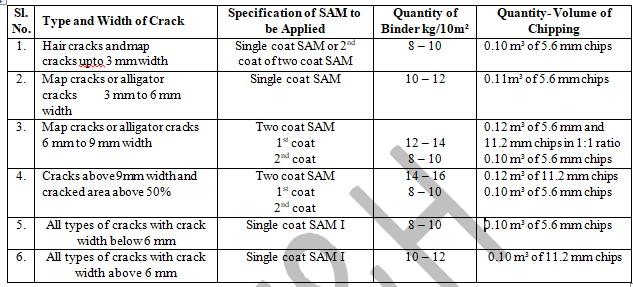 Sl. No. | Type and Width of Crack | Specification of SAM to be Applied | Quantity of Binder kg/10m² | Quantity- Volume of Chipping
1. | Hair cracks and map cracks upto 3 mm width | Single coat SAM or 2nd coat of two coat SAM | 8 – 10 | 0.10 m³ of 5.6 mm chips
2. | Map cracks or alligator cracks 3 mm to 6 mm width | Single coat SAM | 10 – 12 | 0.11m³ of 5.6 mm chips
3. | Map cracks or alligator cracks 6 mm to 9 mm width | Two coat SAM
1st coat | 12 – 14 | 0.12 m³ of 5.6 mm and 11.2 mm chips in 1:1 ratio
2nd coat | 8 – 10 | 0.10 m³ of 5.6 mm chips
4. | Cracks above 9mm width and cracked area above 50% | Two coat SAM
1st coat | 14 – 16 | 0.12 m³ of 11.2 mm chips
2nd coat | 8 – 10 | 0.10 m³ of 5.6 mm chips
5. | All types of cracks with crack width below 6 mm | Single coat SAM I | 8 – 10 | 0.10 m³ of 5.6 mm chips
6. | All types of cracks with crack width above 6 mm | Single coat SAM I | 10 – 12 | 0.10 m³ of 11.2 mm chips